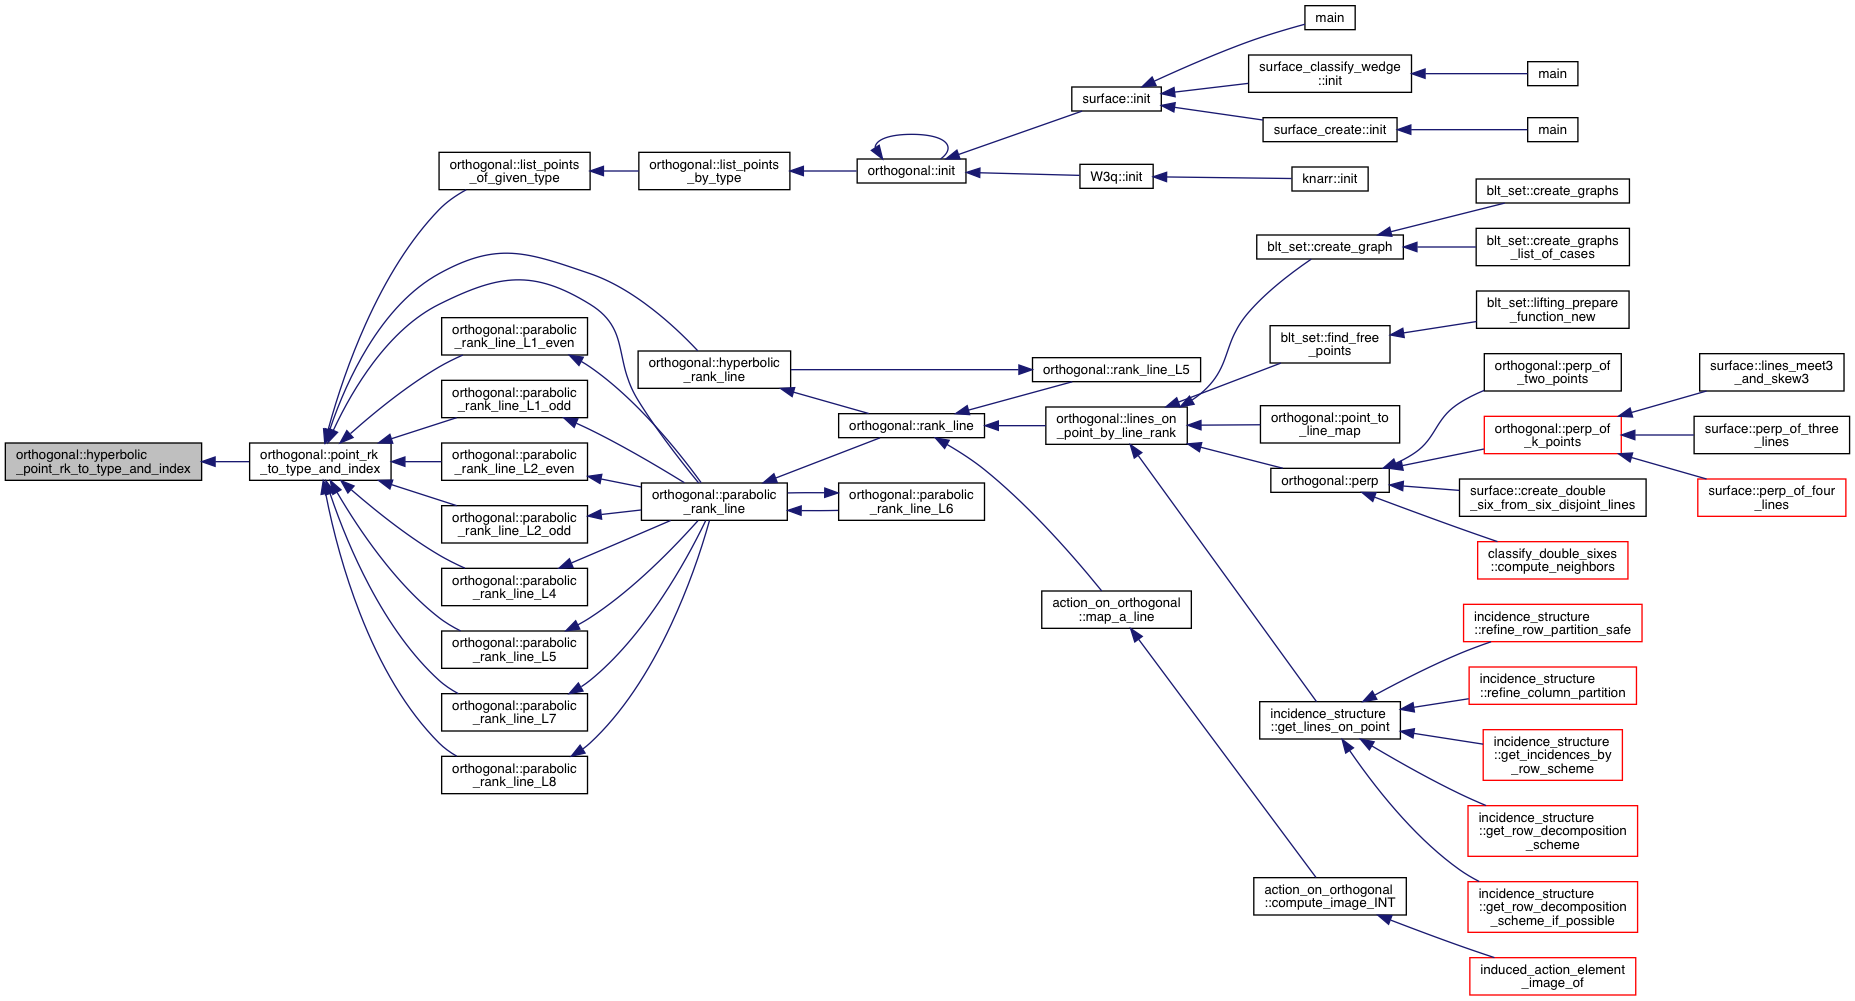 orthogonal::hyperbolic
_point_rk_to_type_and_index
orthogonal::point_rk
_to_type_and_index
orthogonal::list_points
_of_given_type
orthogonal::parabolic
_rank_line_L1_even
orthogonal::parabolic
_rank_line_L1_odd
orthogonal::parabolic
_rank_line_L2_even
orthogonal::parabolic
_rank_line_L2_odd
orthogonal::parabolic
_rank_line_L4
orthogonal::parabolic
_rank_line_L5
orthogonal::parabolic
_rank_line_L7
orthogonal::parabolic
_rank_line_L8
orthogonal::list_points
_by_type
orthogonal::hyperbolic
_rank_line
orthogonal::parabolic
_rank_line
orthogonal::init
orthogonal::rank_line
orthogonal::parabolic
_rank_line_L6
surface::init
W3q::init
orthogonal::rank_line_L5
orthogonal::lines_on
_point_by_line_rank
action_on_orthogonal
::map_a_line
main
surface_classify_wedge
::init
surface_create::init
knarr::init
blt_set::create_graph
blt_set::find_free
_points
orthogonal::point_to
_line_map
orthogonal::perp
incidence_structure
::get_lines_on_point
action_on_orthogonal
::compute_image_INT
main
main
blt_set::create_graphs
blt_set::create_graphs
_list_of_cases
blt_set::lifting_prepare
_function_new
orthogonal::perp_of
_two_points
orthogonal::perp_of
_k_points
surface::create_double
_six_from_six_disjoint_lines
classify_double_sixes
::compute_neighbors
incidence_structure
::refine_row_partition_safe
incidence_structure
::refine_column_partition
incidence_structure
::get_incidences_by
_row_scheme
incidence_structure
::get_row_decomposition
_scheme
incidence_structure
::get_row_decomposition
_scheme_if_possible
induced_action_element
_image_of
surface::lines_meet3
_and_skew3
surface::perp_of_three
_lines
surface::perp_of_four
_lines